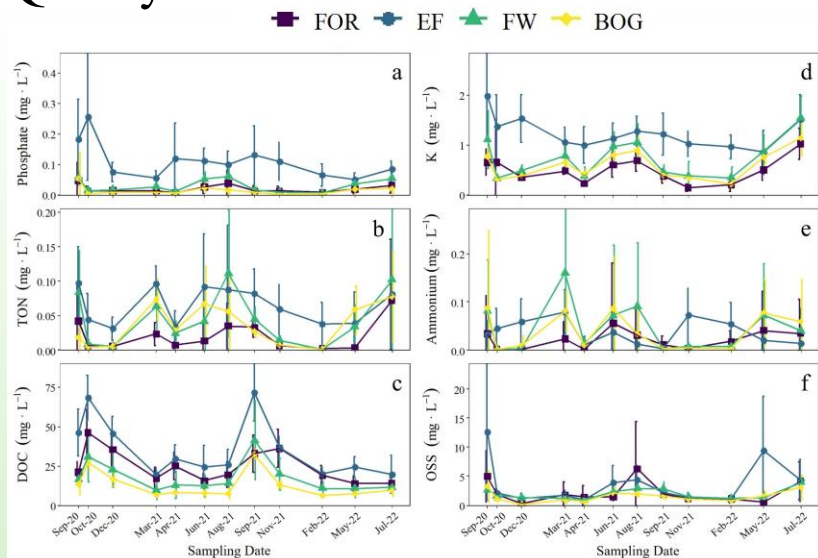 FOR EF FW BOG
a
Phosphate (mg · L⁻¹)
0.4
0.3
0.2
0.1
0.0
b
TON (mg · L⁻¹)
0.20
0.15
0.10
0.05
0.00
c
DOC (mg · L⁻¹)
75
50
25
0
Sep-20 Oct-20 Dec-20 Mar-21 Apr-21 Jun-21 Aug-21 Sep-21 Nov-21 Feb-22 May-22 Jul-22
Sampling Date
d
K (mg · L⁻¹)
2
1
0
e
Ammonium (mg · L⁻¹)
0.2
0.1
0.0
f
OSS (mg · L⁻¹)
20
15
10
5
0
Sep-20 Oct-20 Dec-20 Mar-21 Apr-21 Jun-21 Aug-21 Sep-21 Nov-21 Feb-22 May-22 Jul-22
Sampling Date